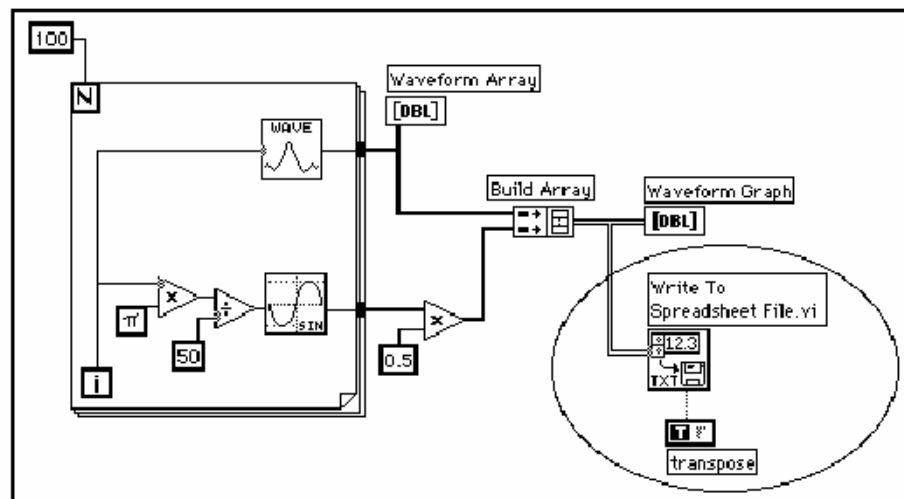 100
N
Waveform Array
[DBL]
WAVE
Build Array
Waveform Graph
[DBL]
Write To
Spreadsheet File.vi
π
x
÷
SIN
x
12.3
50
0.5
TXT
i
T
transpose